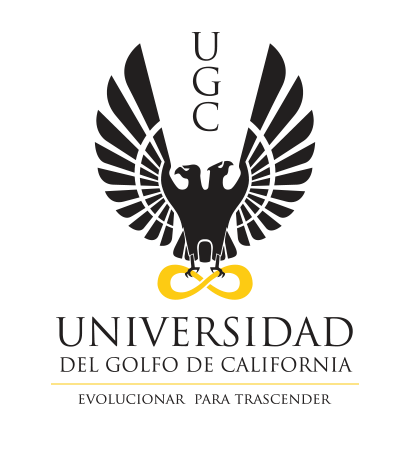 U
G
C
UNIVERSIDAD
DEL GOLFO DE CALIFORNIA
EVOLUCIONAR PARA TRASCENDER